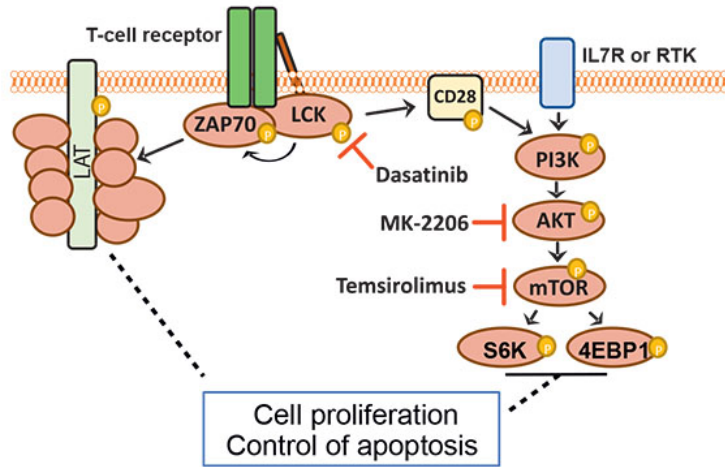 T-cell receptor
IL7R or RTK
CD28
P
ZAP70
P
LCK
P
P
LAT
PI3K
P
Dasatinib
MK-2206
AKT
P
Temsirolimus
mTOR
P
S6K
P
4EBP1
P
Cell proliferation
Control of apoptosis